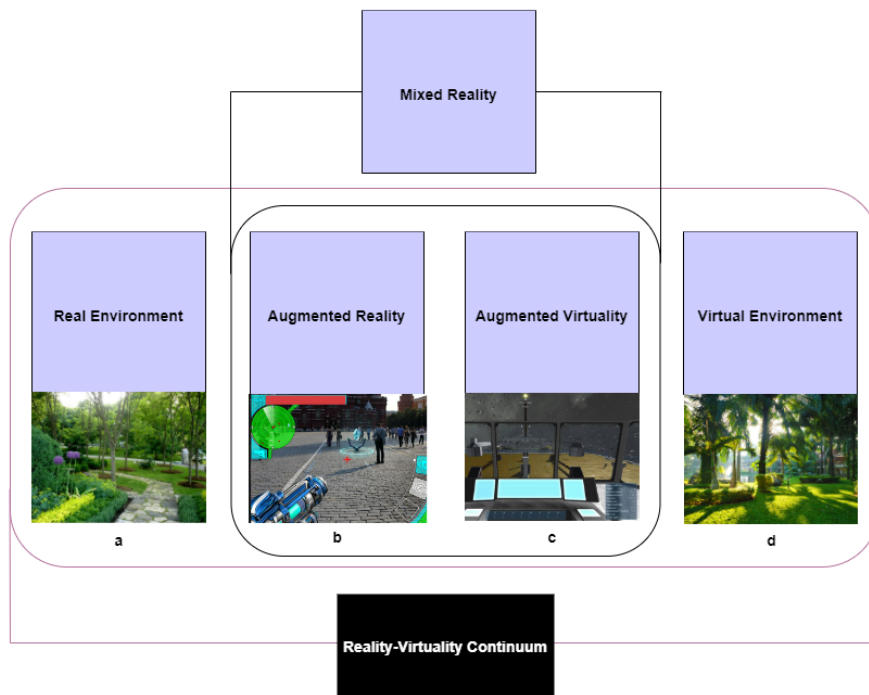 Mixed Reality
Real Environment
Augmented Reality
Augmented Virtuality
Virtual Environment
a
b
c
d
Reality-Virtuality Continuum